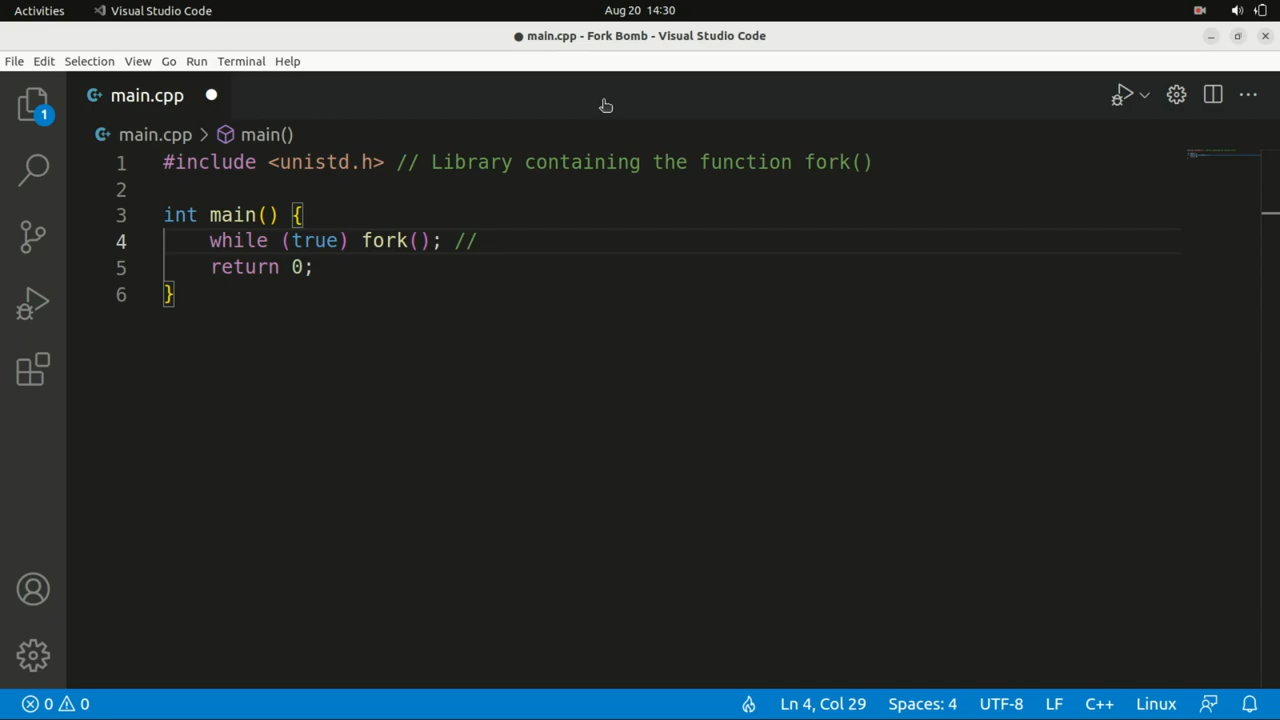 Activities Visual Studio Code Aug 20 14:30
● main.cpp - Fork Bomb - Visual Studio Code
File Edit Selection View Go Run Terminal Help
1 main.cpp
main.cpp > main()
1 #include <unistd.h> // Library containing the function fork()
2
3 int main() {
4     while (true) fork(); //
5     return 0;
6 }
0 0 Ln 4, Col 29 Spaces: 4 UTF-8 LF C++ Linux